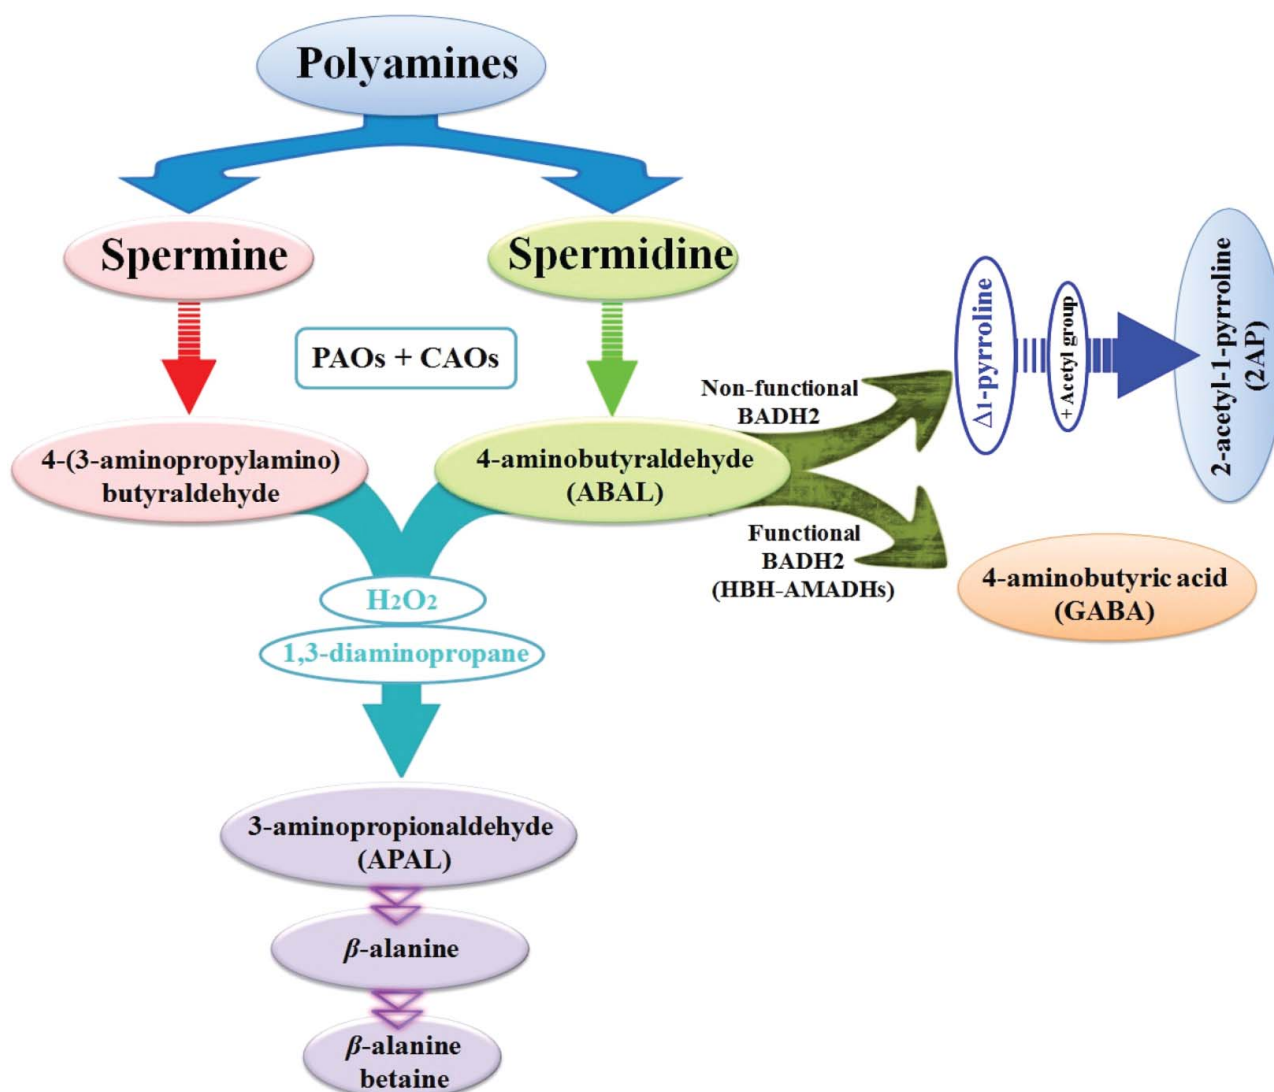 Polyamines
Spermine
Spermidine
PAOs + CAOs
4-(3-aminopropylamino)
butyraldehyde
4-aminobutyraldehyde
(ABAL)
Non-functional
BADH2
Δ1-pyrroline
+ Acetyl group
2-acetyl-1-pyrroline
(2AP)
Functional
BADH2
(HBH-AMADHs)
4-aminobutyric acid
(GABA)
H2O2
1,3-diaminopropane
3-aminopropionaldehyde
(APAL)
β-alanine
β-alanine
betaine